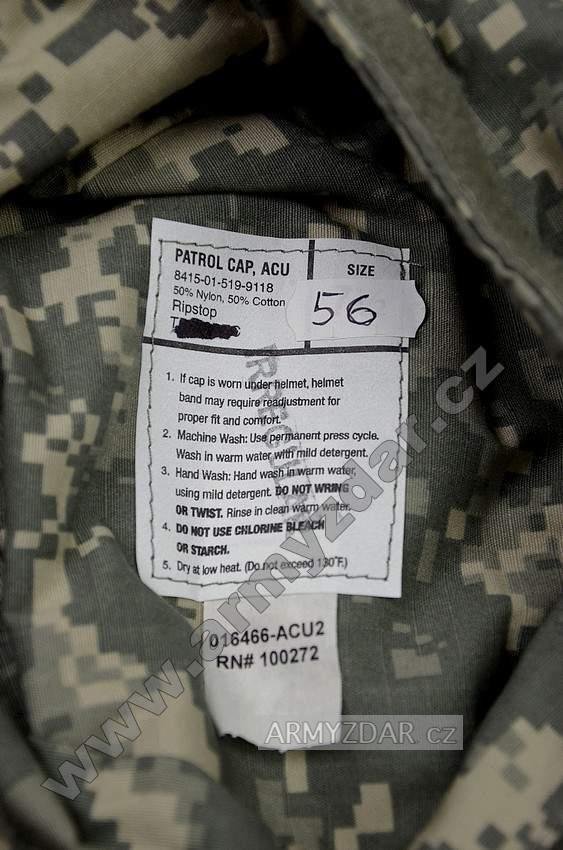 PATROL CAP, ACU
SIZE
8415-01-519-9118
50% Nylon, 50% Cotton
56
Ripstop
IRREGULAR
1. If cap is worn under helmet, helmet
band may require readjustment for
proper fit and comfort.
2. Machine Wash: Use permanent press cycle.
Wash in warm water with mild detergent.
3. Hand Wash: Hand wash in warm water,
using mild detergent. DO NOT WRING
OR TWIST. Rinse in clean warm water.
4. DO NOT USE CHLORINE BLEACH
OR STARCH.
5. Dry at low heat. (Do not exceed 130°F.)
016466-ACU2
RN# 100272
www.armyzdar.cz
ARMYZDAR.cz